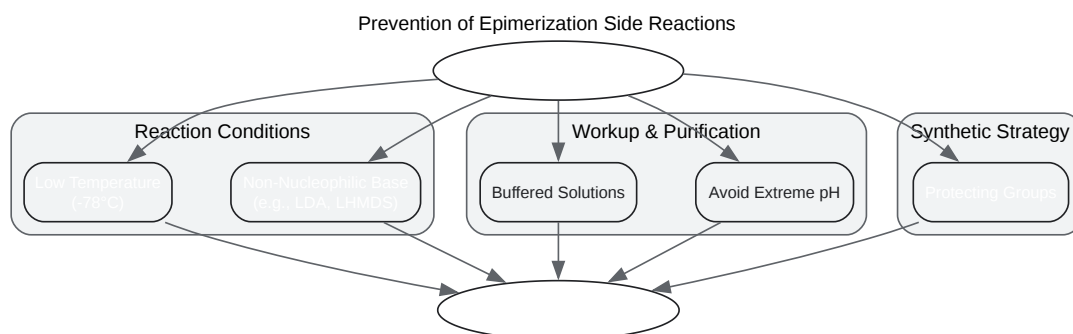 Prevention of Epimerization Side Reactions
Reaction Conditions
Workup & Purification
Synthetic Strategy
Low Temperature
(-78°C)
Non-Nucleophilic Base
(e.g., LDA, LHMDS)
Buffered Solutions
Avoid Extreme pH
Protecting Groups